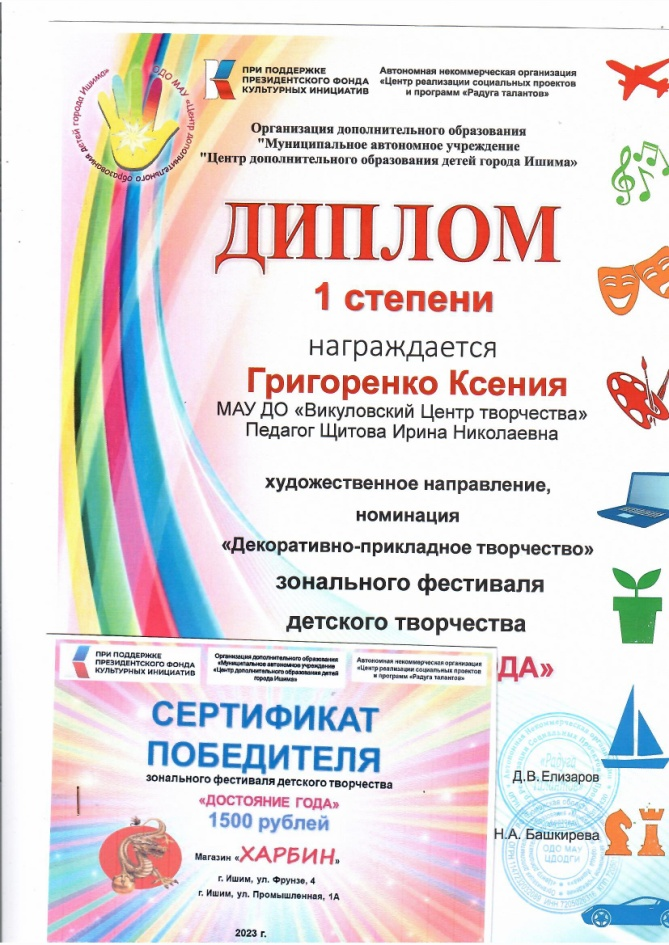 ПРИ ПОДДЕРЖКЕ
ПРЕЗИДЕНТСКОГО ФОНДА
КУЛЬТУРНЫХ ИНИЦИАТИВ
Автономная некоммерческая организация
«Центр реализации социальных проектов
и программ «Радуга талантов»
ОДО МАУ «Центр дополнительного образования детей города Ишима»
Организация дополнительного образования
"Муниципальное автономное учреждение
"Центр дополнительного образования детей города Ишима»
ДИПЛОМ
1 степени
награждается
Григоренко Ксения
МАУ ДО «Викуловский Центр творчества»
Педагог Щитова Ирина Николаевна
художественное направление,
номинация
«Декоративно-прикладное творчество»
зонального фестиваля
детского творчества
ОДА»
Д.В. Елизаров
Н.А. Башкирева
ОДО МАУ
ЦДОДГИ
ПРИ ПОДДЕРЖКЕ
ПРЕЗИДЕНТСКОГО ФОНДА
КУЛЬТУРНЫХ ИНИЦИАТИВ
Организация дополнительного образования
«Муниципальное автономное учреждение
«Центр дополнительного образования детей
города Ишима»
Автономная некоммерческая организация
«Центр реализации социальных проектов
и программ «Радуга талантов»
СЕРТИФИКАТ
ПОБЕДИТЕЛЯ
зонального фестиваля детского творчества
«ДОСТОЯНИЕ ГОДА»
1500 рублей
Магазин «ХАРБИН»
г. Ишим, ул. Фрунзе, 4
г. Ишим, ул. Промышленная, 1А
2023 г.